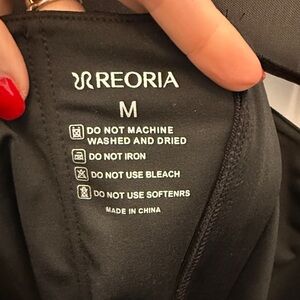 REORIA
M
DO NOT MACHINE
WASHED AND DRIED
DO NOT IRON
DO NOT USE BLEACH
DO NOT USE SOFTENRS
MADE IN CHINA